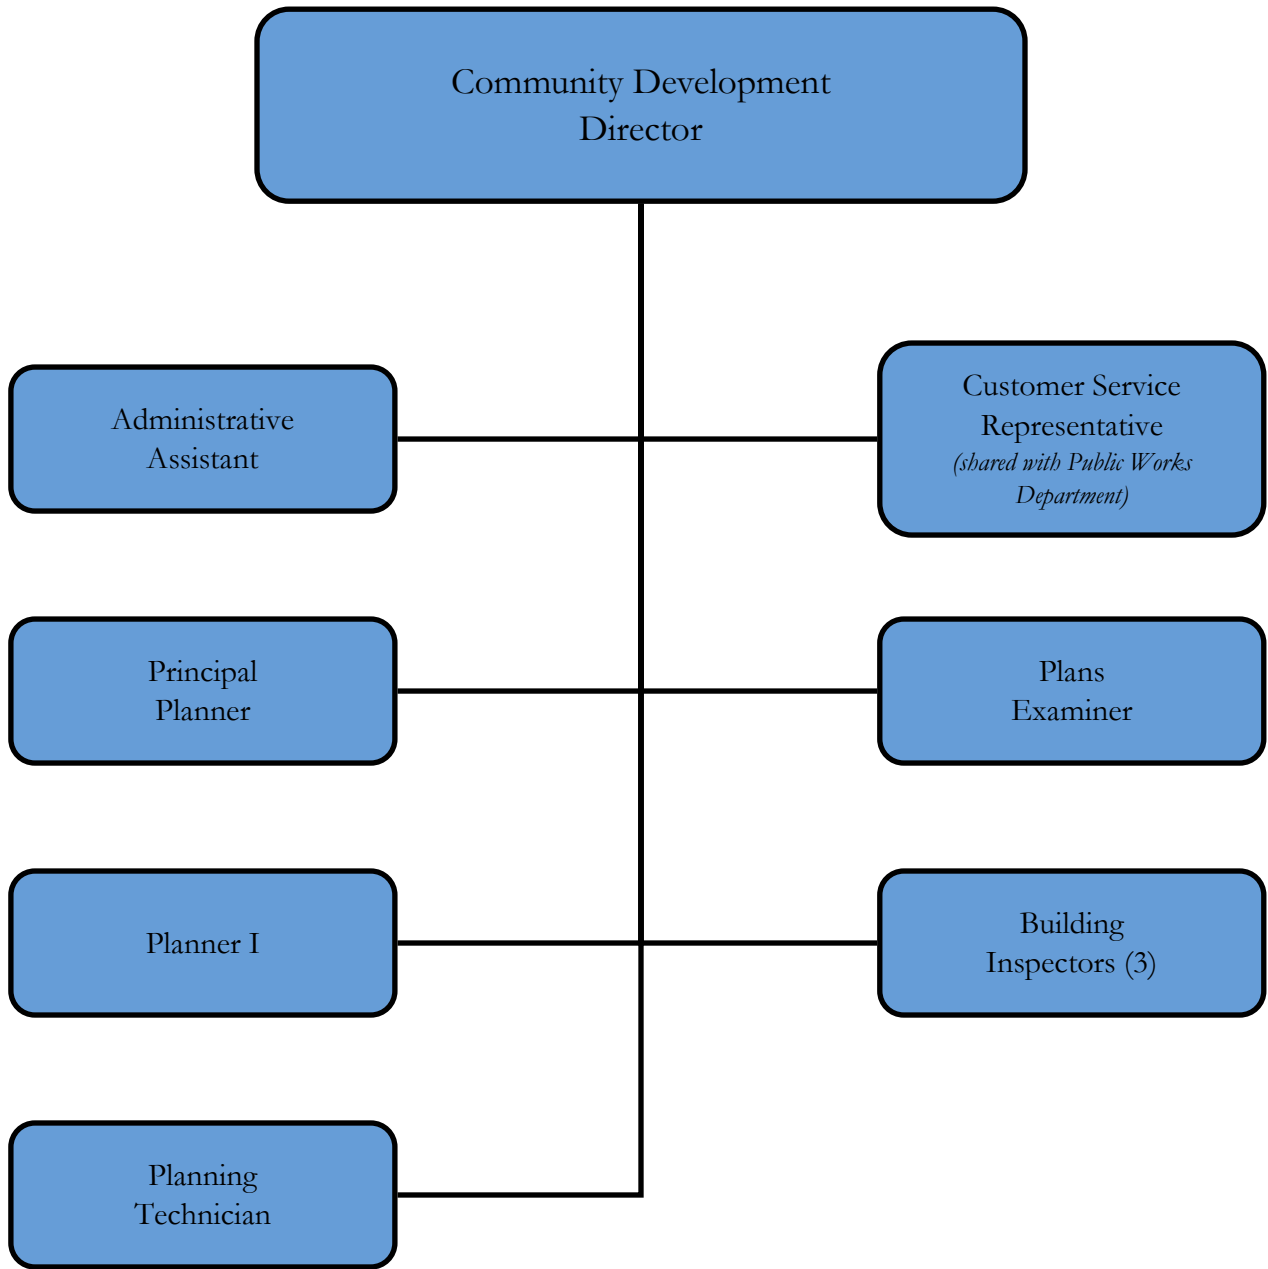 Community Development
Director
Administrative
Assistant
Customer Service
Representative
(shared with Public Works
Department)
Principal
Planner
Plans
Examiner
Planner I
Building
Inspectors (3)
Planning
Technician